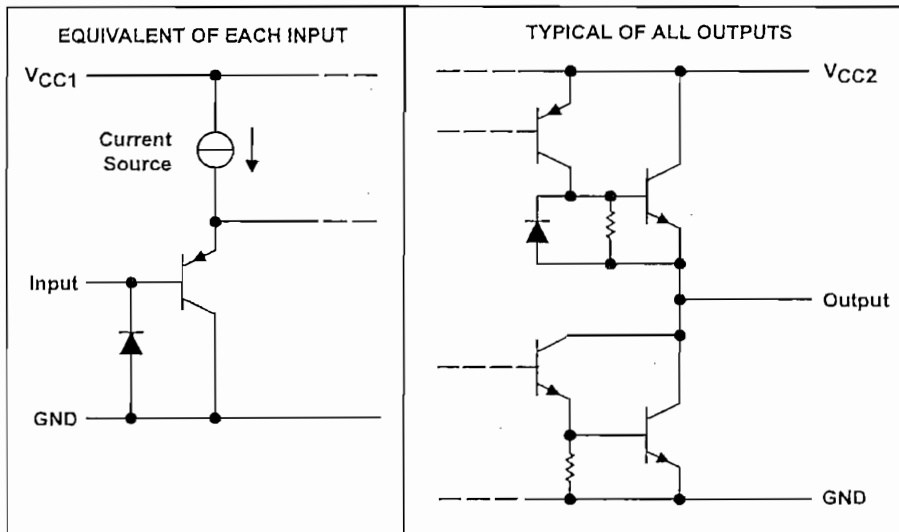 EQUIVALENT OF EACH INPUT
VCC1
Current
Source
Input
GND
TYPICAL OF ALL OUTPUTS
VCC2
Output
GND